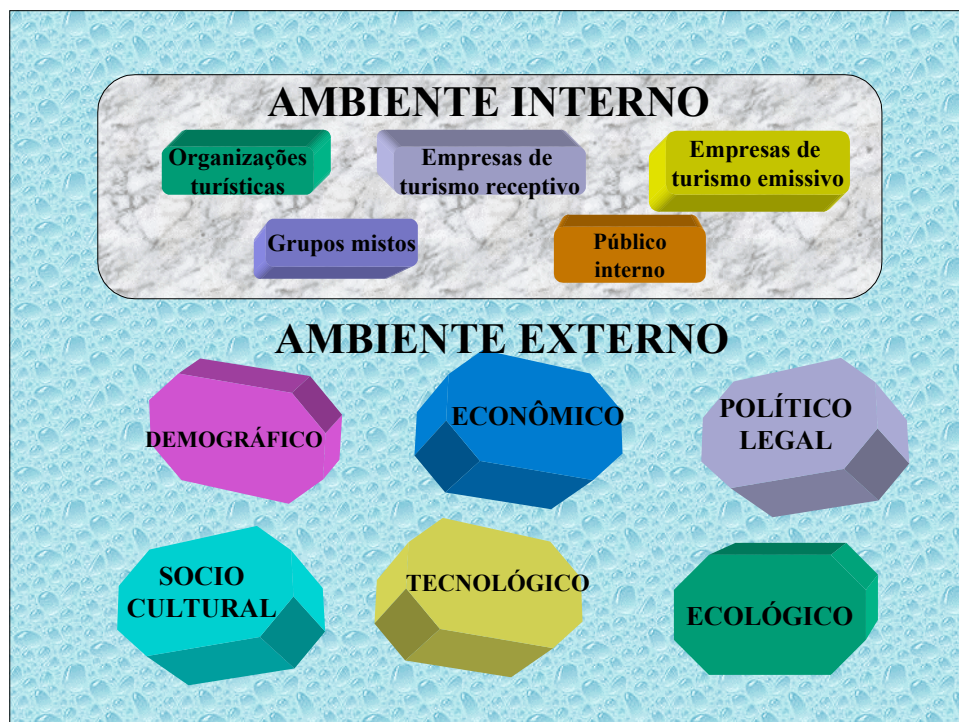 AMBIENTE INTERNO
Organizações
turísticas
Empresas de
turismo receptivo
Empresas de
turismo emissivo
Grupos mistos
Público
interno
AMBIENTE EXTERNO
DEMOGRÁFICO
ECONÔMICO
POLÍTICO
LEGAL
SOCIO
CULTURAL
TECNOLÓGICO
ECOLÓGICO